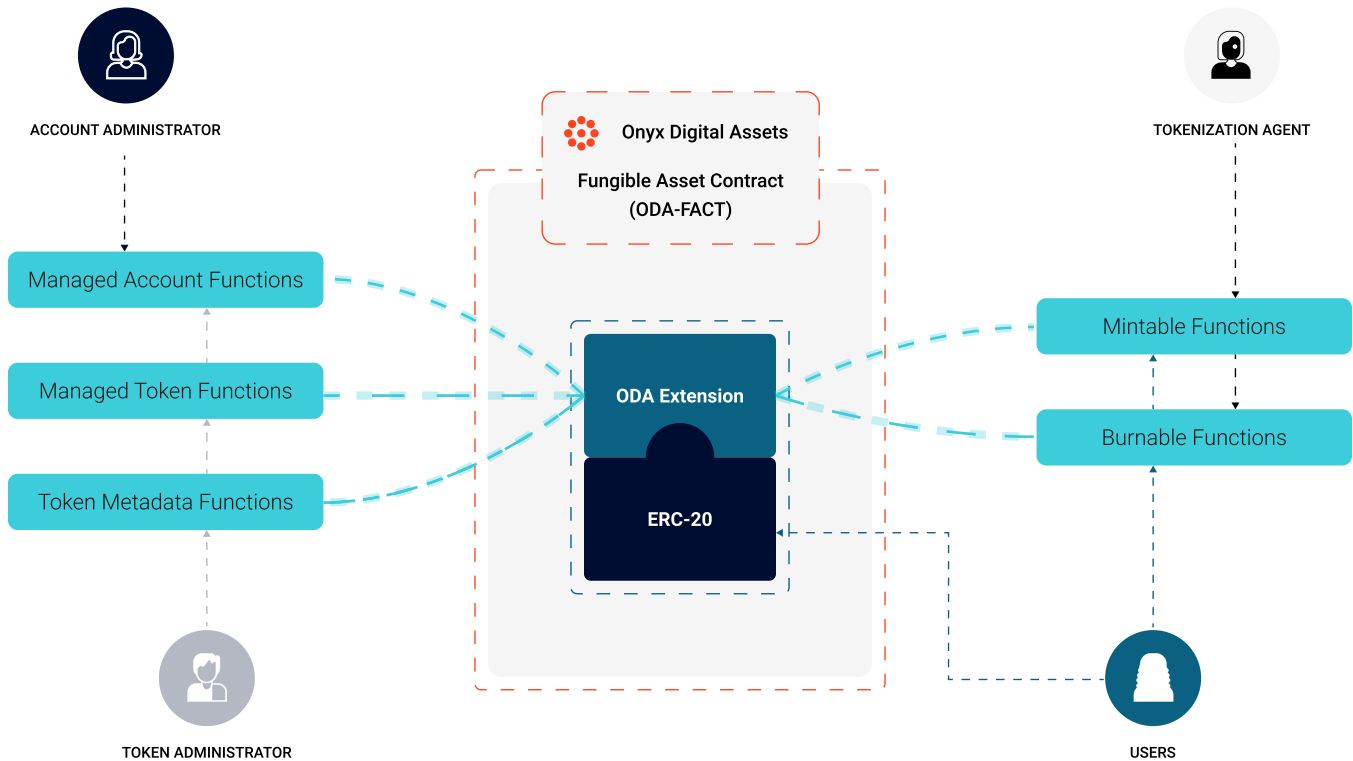 ACCOUNT ADMINISTRATOR
TOKENIZATION AGENT
Onyx Digital Assets
Fungible Asset Contract
(ODA-FACT)
Managed Account Functions
Mintable Functions
Managed Token Functions
ODA Extension
Burnable Functions
Token Metadata Functions
ERC-20
TOKEN ADMINISTRATOR
USERS